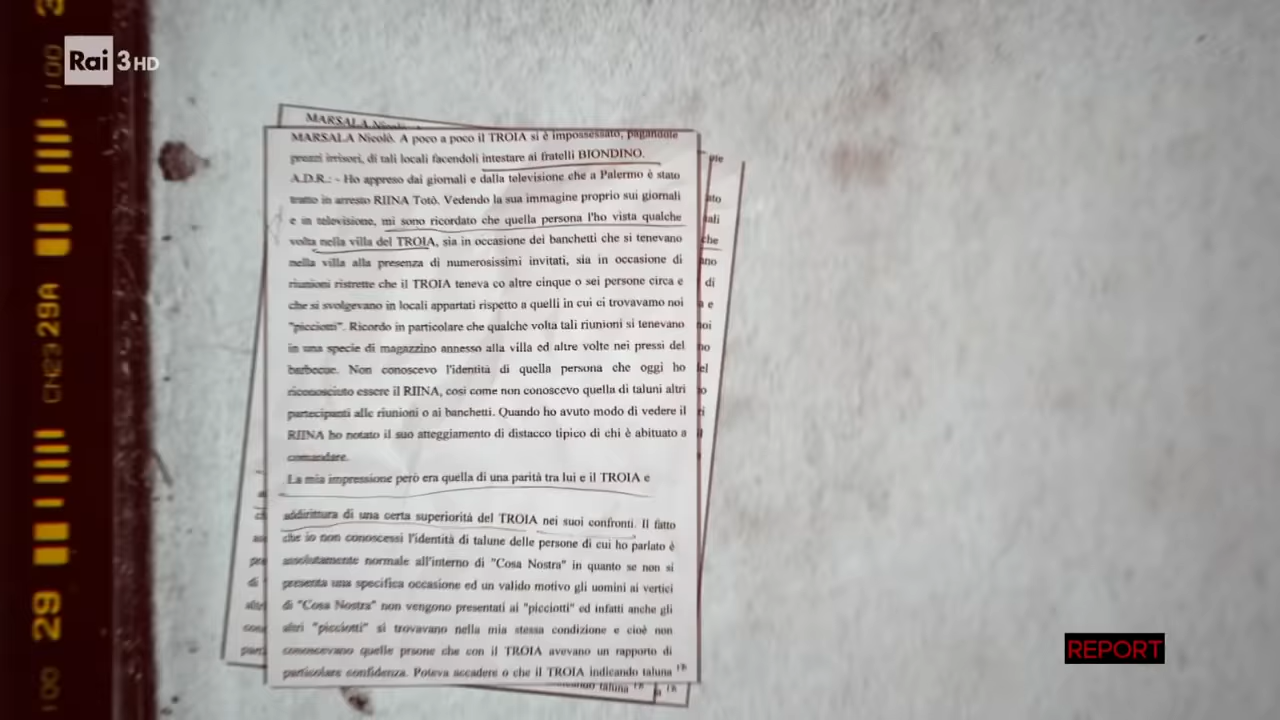 Rai 3HD
MARSALA Nicolò
MARSALA Nicolò. A poco a poco il TROIA si è impossessato, pagandole
prezzi irrisori, di tali locali facendoli intestare ai fratelli BIONDINO.
A.D.R.: - Ho appreso dai giornali e dalla televisione che a Palermo è stato
tratto in arresto RIINA Totò. Vedendo la sua immagine proprio sui giornali
e in televisione, mi sono ricordato che quella persona l'ho vista qualche
volta nella villa del TROIA, sia in occasione dei banchetti che si tenevano
nella villa alla presenza di numerosissimi invitati, sia in occasione di
riunioni ristrette che il TROIA teneva co altre cinque o sei persone circa e
che si svolgevano in locali appartati rispetto a quelli in cui ci trovavamo noi
"picciotti". Ricordo in particolare che qualche volta tali riunioni si tenevano
in una specie di magazzino annesso alla villa ed altre volte nei pressi del
barbecue. Non conoscevo l'identità di quella persona che oggi ho
riconosciuto essere il RIINA, così come non conoscevo quella di taluni altri
partecipanti alle riunioni o ai banchetti. Quando ho avuto modo di vedere il
RIINA ho notato il suo atteggiamento di distacco tipico di chi è abituato a
comandare.
La mia impressione però era quella di una parità tra lui e il TROIA e
addirittura di una certa superiorità del TROIA nei suoi confronti. Il fatto
che io non conoscessi l'identità di talune delle persone di cui ho parlato è
assolutamente normale all'interno di "Cosa Nostra" in quanto se non si
presenta una specifica occasione ed un valido motivo gli uomini ai vertici
di "Cosa Nostra" non vengono presentati ai "picciotti" ed infatti anche gli
altri "picciotti" si trovavano nella mia stessa condizione e cioè non
conoscevano quelle prsone che con il TROIA avevano un rapporto di
particolare confidenza. Poteva accadere o che il TROIA indicando taluna
REPORT
29
CN23 29A